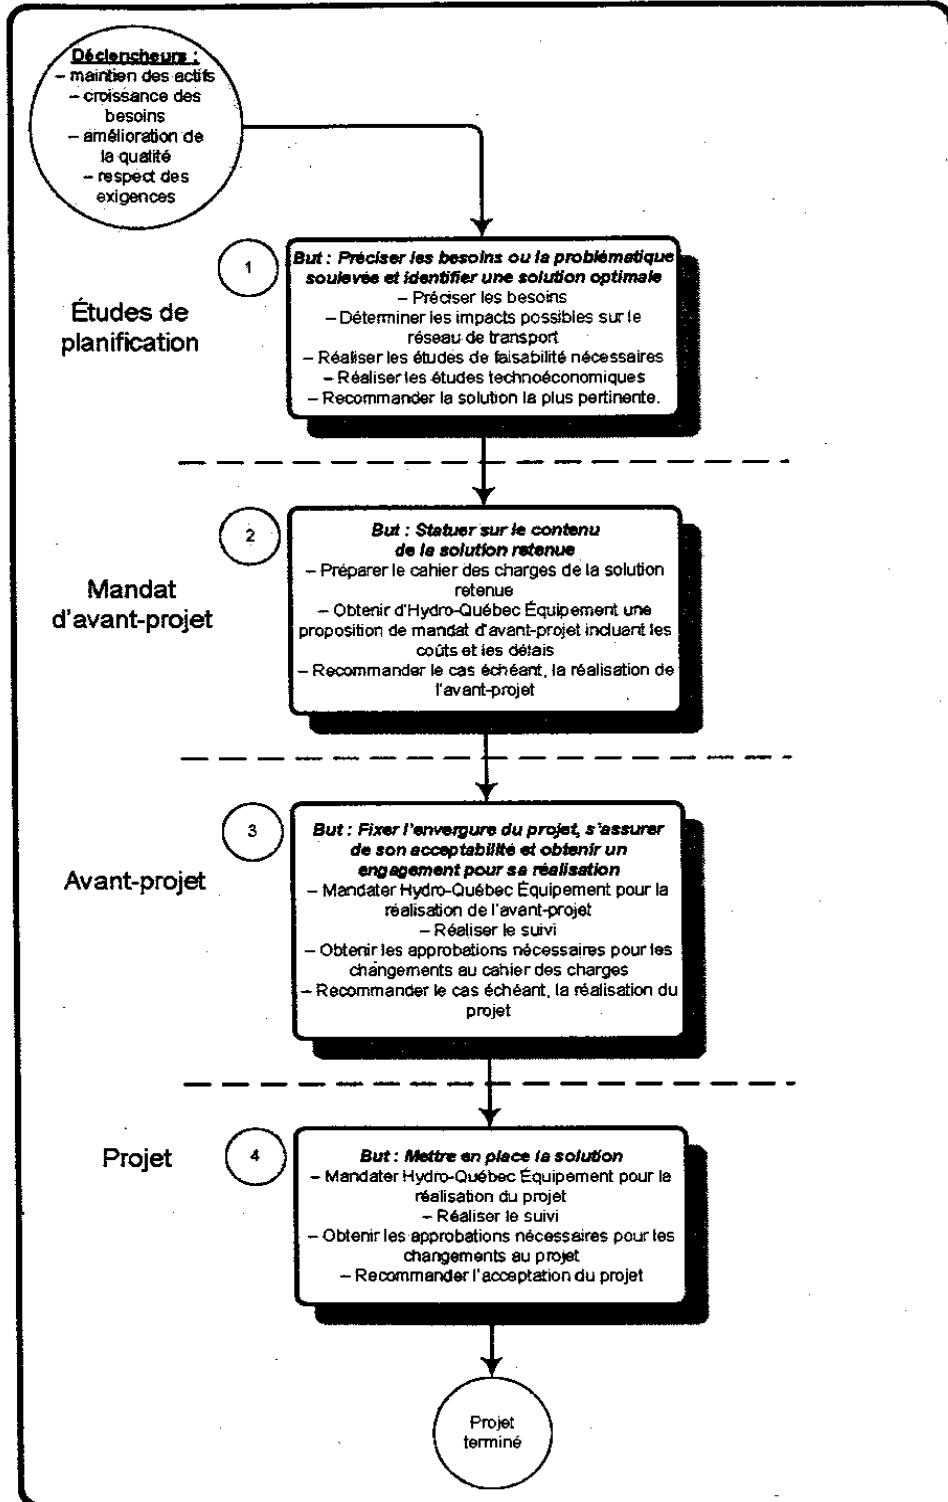 Déclencheurs :
– maintien des actifs
– croissance des
besoins
– amélioration de
la qualité
– respect des
exigences
1
Études de
planification
But : Préciser les besoins ou la problématique
soulevée et identifier une solution optimale
– Préciser les besoins
– Déterminer les impacts possibles sur le
réseau de transport
– Réaliser les études de faisabilité nécessaires
– Réaliser les études technoéconomiques
– Recommander la solution la plus pertinente.
2
Mandat
d'avant-projet
But : Statuer sur le contenu
de la solution retenue
– Préparer le cahier des charges de la solution
retenue
– Obtenir d'Hydro-Québec Équipement une
proposition de mandat d'avant-projet incluant les
coûts et les délais
– Recommander le cas échéant, la réalisation de
l'avant-projet
3
Avant-projet
But : Fixer l'envergure du projet, s'assurer
de son acceptabilité et obtenir un
engagement pour sa réalisation
– Mandater Hydro-Québec Équipement pour la
réalisation de l'avant-projet
– Réaliser le suivi
– Obtenir les approbations nécessaires pour les
changements au cahier des charges
– Recommander le cas échéant, la réalisation du
projet
4
Projet
But : Mettre en place la solution
– Mandater Hydro-Québec Équipement pour la
réalisation du projet
– Réaliser le suivi
– Obtenir les approbations nécessaires pour les
changements au projet
– Recommander l'acceptation du projet
Projet
terminé